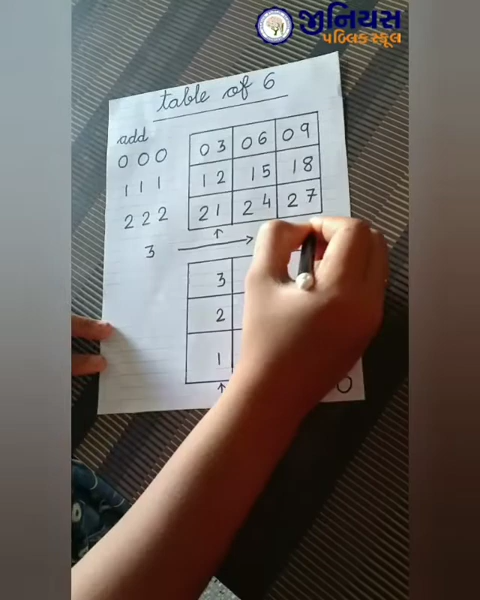 જીનિયસ
પબ્લિક સ્કૂલ
table of 6
add
0 0 0
1 1 1
2 2 2
3
03 06 09
12 15 18
21 24 27
3
2
1
0